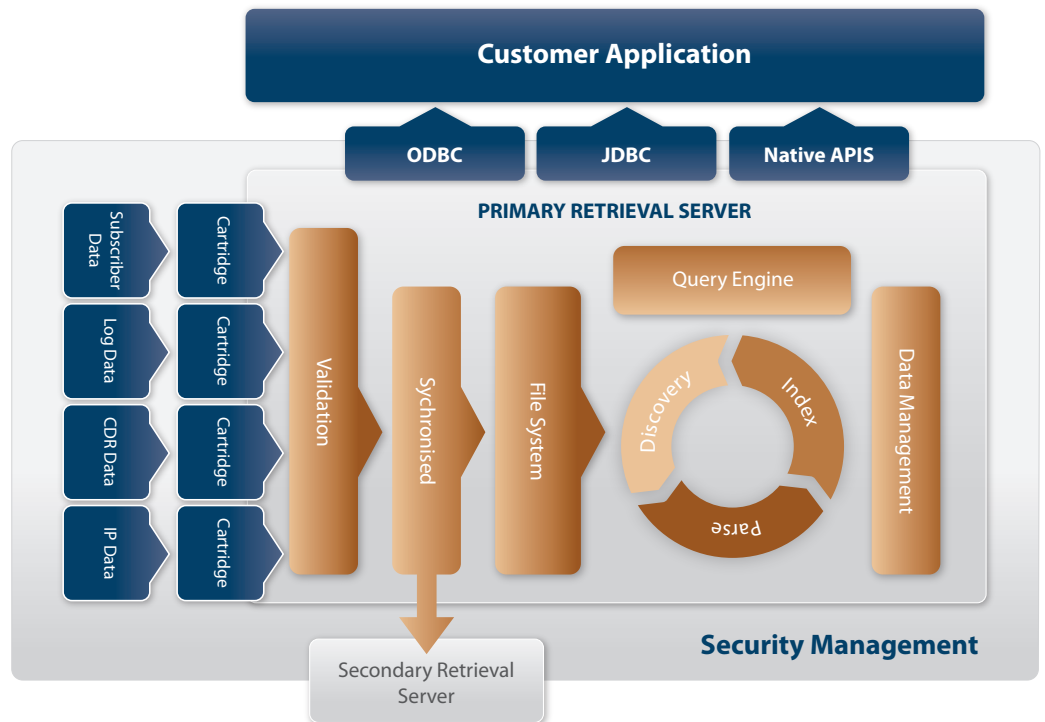 Customer Application
ODBC
JDBC
Native APIS
PRIMARY RETRIEVAL SERVER
Subscriber
Data
Cartridge
Log Data
Cartridge
CDR Data
Cartridge
IP Data
Cartridge
Validation
Sychronised
File System
Query Engine
Discovery
Index
Parse
Data Management
Security Management
Secondary Retrieval
Server